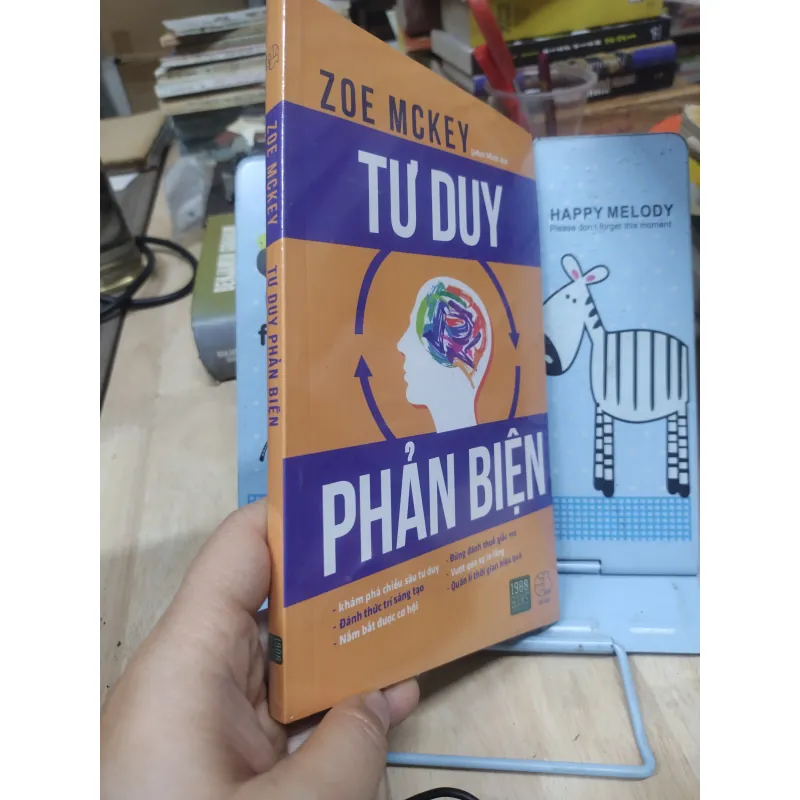 ZOE MCKEY
TƯ DUY
PHẢN BIỆN
- Khám phá chiều sâu tư duy
- Đánh thức trí sáng tạo
- Nắm bắt được cơ hội
- Đừng đánh thuế giấc mơ
- Vượt qua sự lo lắng
- Quản lí thời gian hiệu quả
1980
BOOKS
ZOE MCKEY TƯ DUY PHẢN BIỆN
HAPPY MELODY
Please don't forget this moment